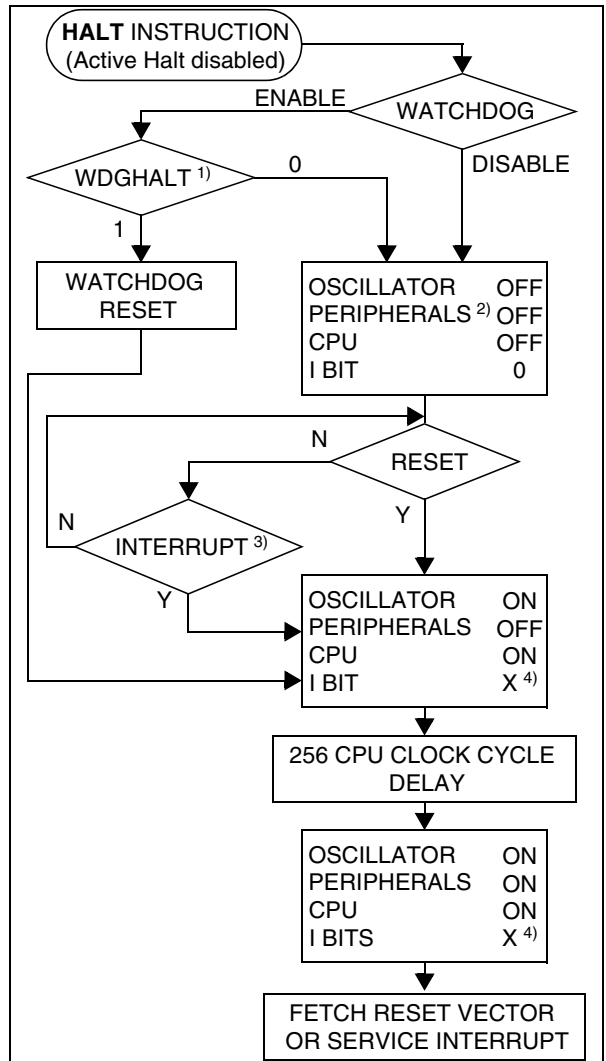 HALT INSTRUCTION
(Active Halt disabled)
ENABLE
WATCHDOG
WDGHALT 1)
0
DISABLE
1
WATCHDOG
RESET
OSCILLATOR OFF
PERIPHERALS 2) OFF
CPU OFF
I BIT 0
N
RESET
N
Y
INTERRUPT 3)
Y
OSCILLATOR ON
PERIPHERALS OFF
CPU ON
I BIT X 4)
256 CPU CLOCK CYCLE
DELAY
OSCILLATOR ON
PERIPHERALS ON
CPU ON
I BITS X 4)
FETCH RESET VECTOR
OR SERVICE INTERRUPT